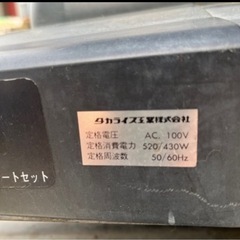 タカライズ工業株式会社
定格電圧 AC. 100V
定格消費電力 520/430W
定格周波数 50/60Hz
ートセット